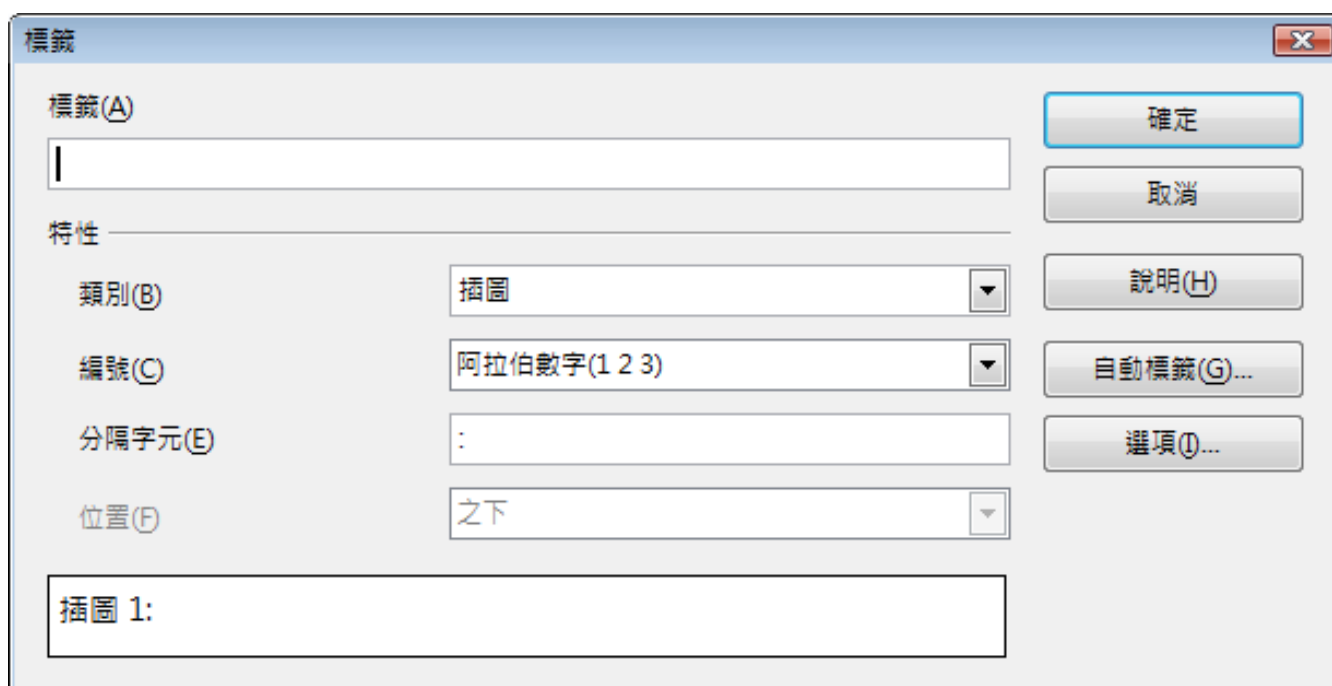 標籤
標籤(A)
確定
取消
特性
類別(B)
插圖
說明(H)
編號(C)
阿拉伯數字(1 2 3)
自動標籤(G)...
分隔字元(E)
:
選項(I)...
位置(F)
之下
插圖 1: